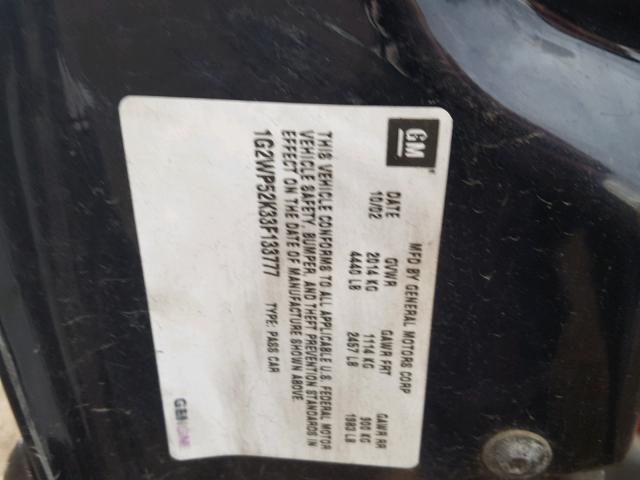 GM
MFD BY GENERAL MOTORS CORP
DATE GVWR GAWR FRT GAWR RR
10/02 2014 KG 1114 KG 900 KG
4440 LB 2457 LB 1983 LB
THIS VEHICLE CONFORMS TO ALL APPLICABLE U.S. FEDERAL MOTOR
VEHICLE SAFETY, BUMPER, AND THEFT PREVENTION STANDARDS IN
EFFECT ON THE DATE OF MANUFACTURE SHOWN ABOVE.
1G2WP52K33F133777 TYPE: PASS CAR